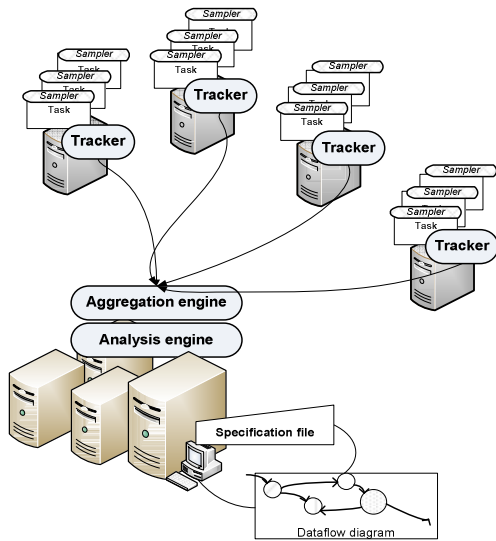 Sampler
Sampler
Task
Sampler
Task
Tracker
Sampler
Sampler
Task
Sampler
Task
Tracker
Sampler
Sampler
Sampler
Task
Tracker
Sampler
Sampler
Sampler
Task
Tracker
Aggregation engine
Analysis engine
Specification file
Dataflow diagram